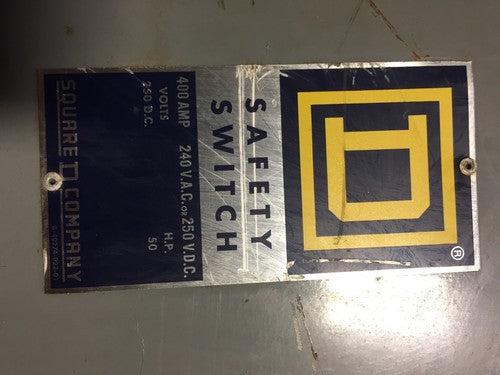 D
®
SAFETY
SWITCH
400 AMP 240 V.A.C. OR 250 V.D.C.
VOLTS H.P.
250 D.C. 50
SQUARE D COMPANY